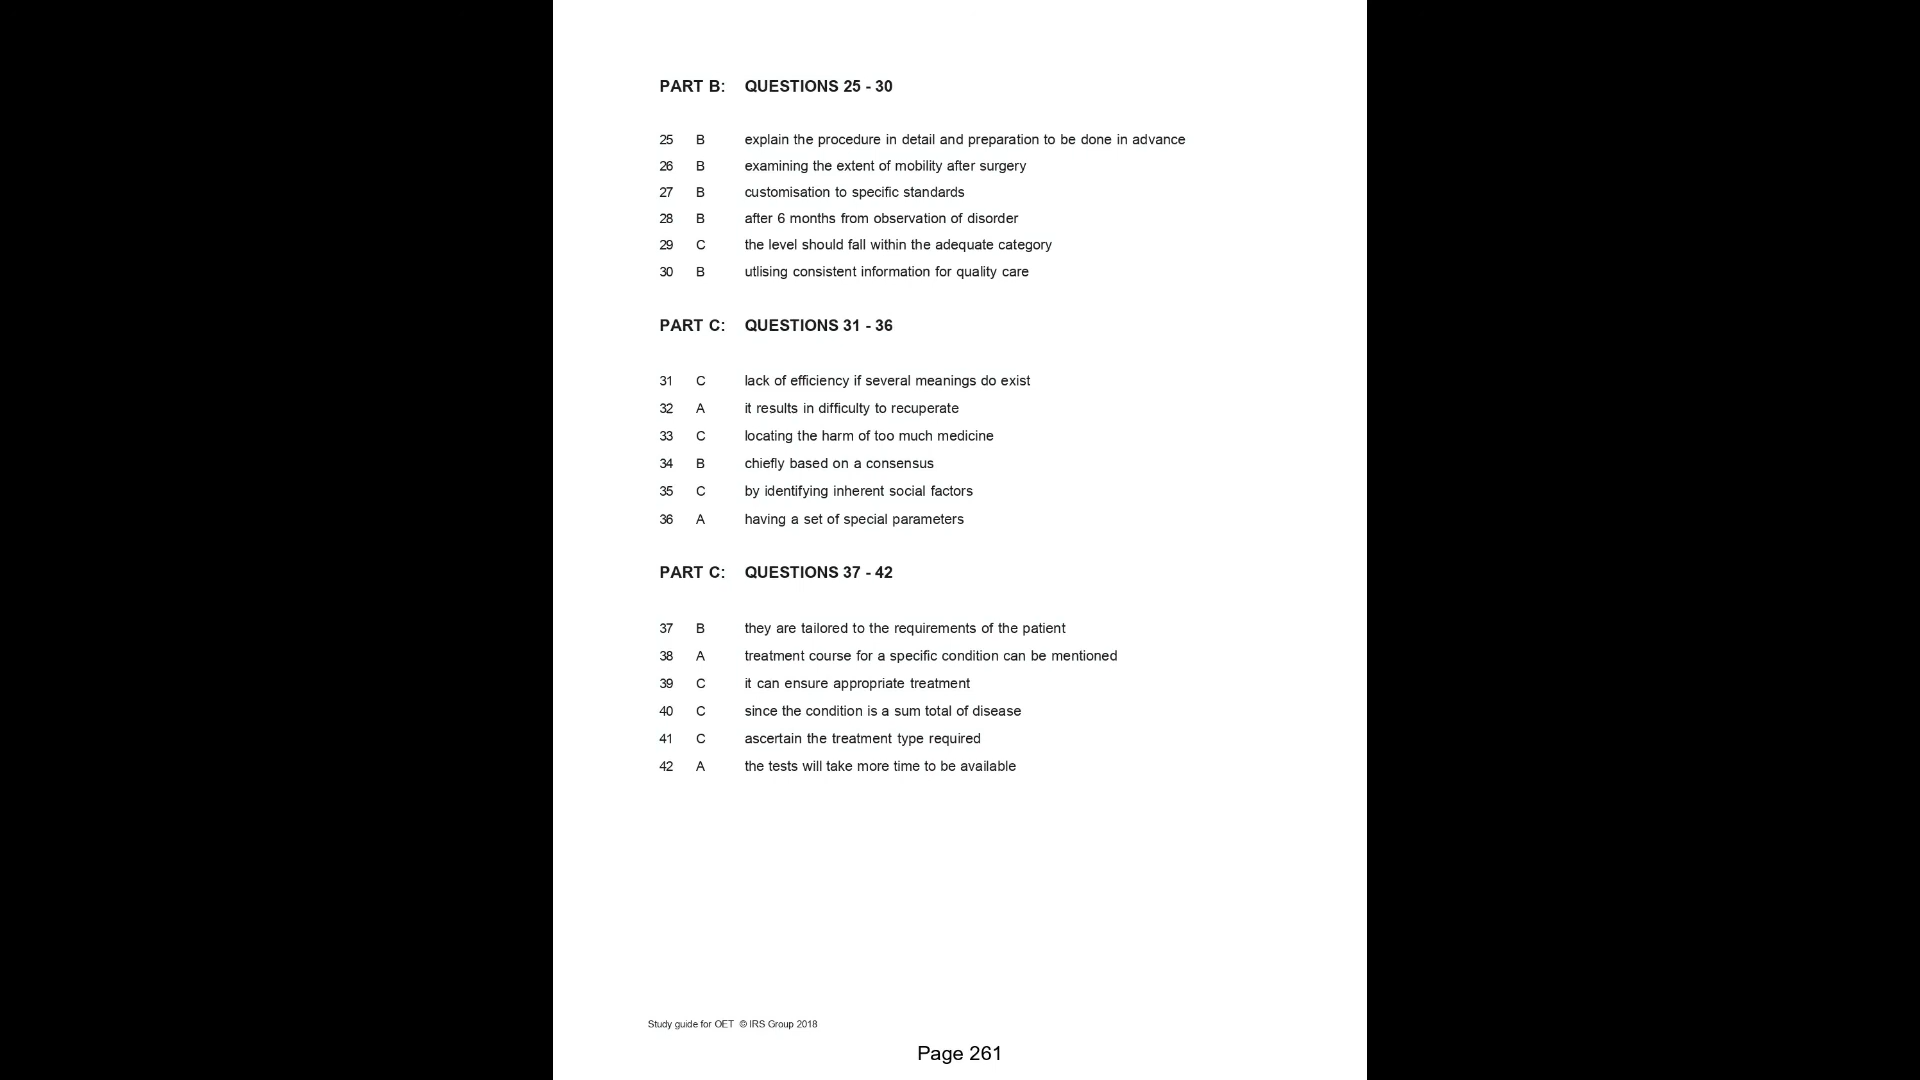 PART B: QUESTIONS 25 - 30
25 B explain the procedure in detail and preparation to be done in advance
26 B examining the extent of mobility after surgery
27 B customisation to specific standards
28 B after 6 months from observation of disorder
29 C the level should fall within the adequate category
30 B utlising consistent information for quality care
PART C: QUESTIONS 31 - 36
31 C lack of efficiency if several meanings do exist
32 A it results in difficulty to recuperate
33 C locating the harm of too much medicine
34 B chiefly based on a consensus
35 C by identifying inherent social factors
36 A having a set of special parameters
PART C: QUESTIONS 37 - 42
37 B they are tailored to the requirements of the patient
38 A treatment course for a specific condition can be mentioned
39 C it can ensure appropriate treatment
40 C since the condition is a sum total of disease
41 C ascertain the treatment type required
42 A the tests will take more time to be available
Study guide for OET © IRS Group 2018
Page 261